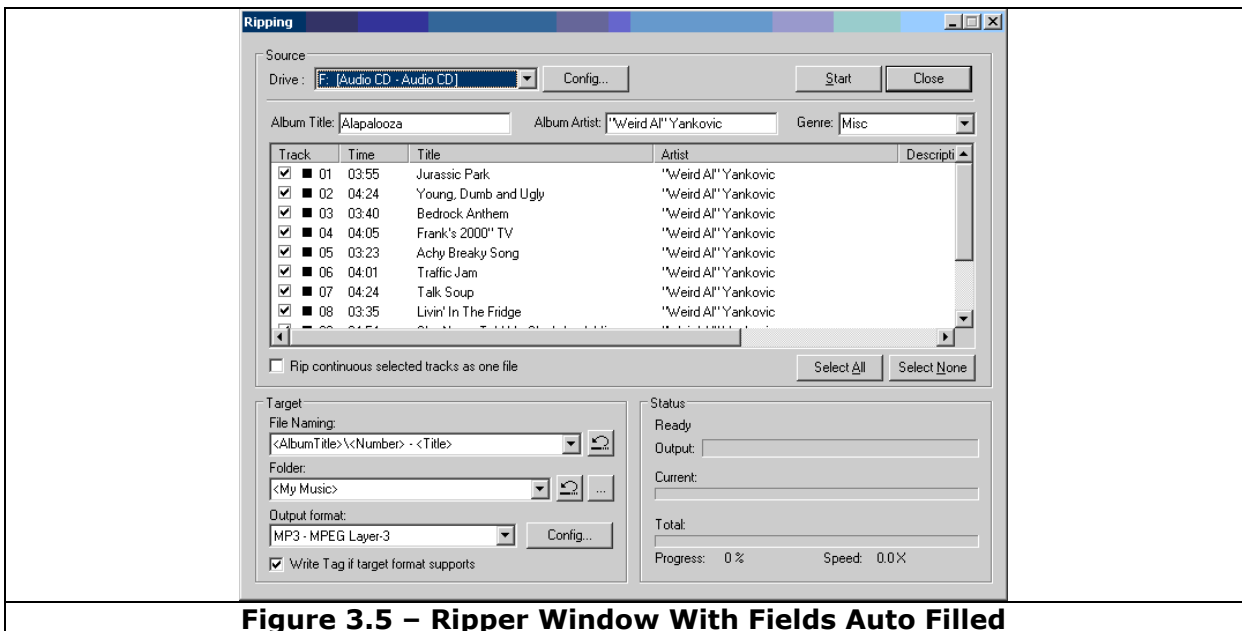 Ripping
Source
Drive : F: [Audio CD - Audio CD] Config... Start Close
Album Title: Alapalooza Album Artist: "Weird Al" Yankovic Genre: Misc
Track Time Title Artist Descripti
01 03:55 Jurassic Park "Weird Al" Yankovic
02 04:24 Young, Dumb and Ugly "Weird Al" Yankovic
03 03:40 Bedrock Anthem "Weird Al" Yankovic
04 04:05 Frank's 2000" TV "Weird Al" Yankovic
05 03:23 Achy Breaky Song "Weird Al" Yankovic
06 04:01 Traffic Jam "Weird Al" Yankovic
07 04:24 Talk Soup "Weird Al" Yankovic
08 03:35 Livin' In The Fridge "Weird Al" Yankovic
Rip continuous selected tracks as one file Select All Select None
Target
File Naming:
<AlbumTitle>\<Number> - <Title>
Folder:
<My Music> ...
Output format:
MP3 - MPEG Layer-3 Config...
Write Tag if target format supports
Status
Ready
Output:
Current:
Total:
Progress: 0 % Speed: 0.0 X
Figure 3.5 – Ripper Window With Fields Auto Filled